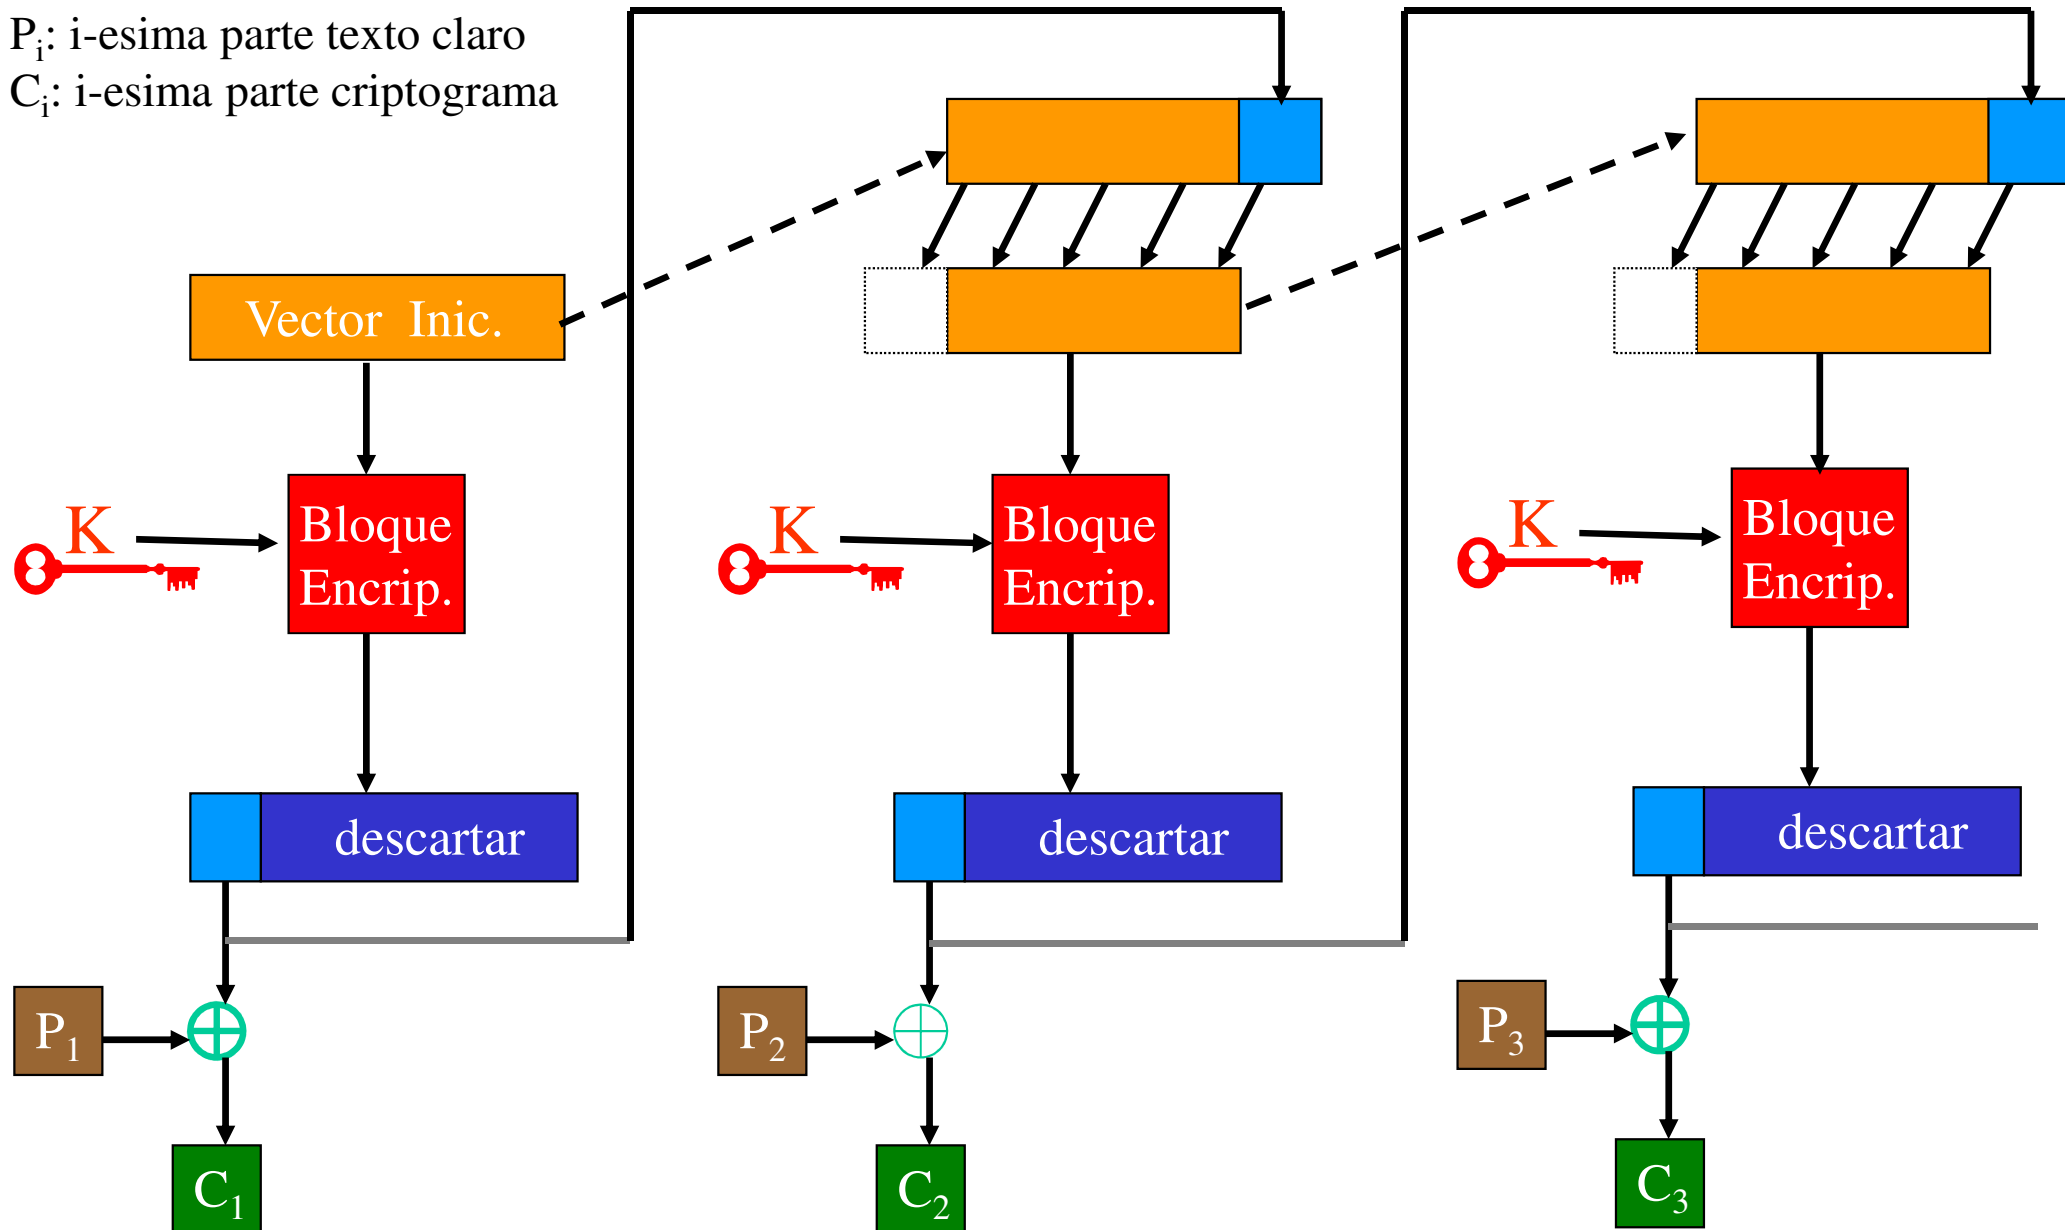 Pi: i-esima parte texto claro
Ci: i-esima parte criptograma
Vector Inic.
K
Bloque
Encrip.
K
Bloque
Encrip.
K
Bloque
Encrip.
descartar
descartar
descartar
P1
P2
P3
C1
C2
C3